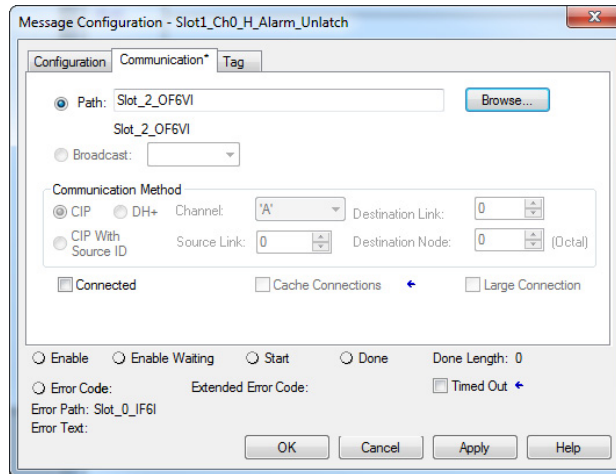 Message Configuration - Slot1_Ch0_H_Alarm_Unlatch
Configuration Communication* Tag
Path: Slot_2_OF6VI Browse...
Slot_2_OF6VI
Broadcast:
Communication Method
CIP DH+ Channel: 'A' Destination Link: 0
CIP With Source ID Source Link: 0 Destination Node: 0 (Octal)
Connected Cache Connections Large Connection
Enable Enable Waiting Start Done Done Length: 0
Error Code: Extended Error Code: Timed Out
Error Path: Slot_0_IF6I
Error Text:
OK Cancel Apply Help